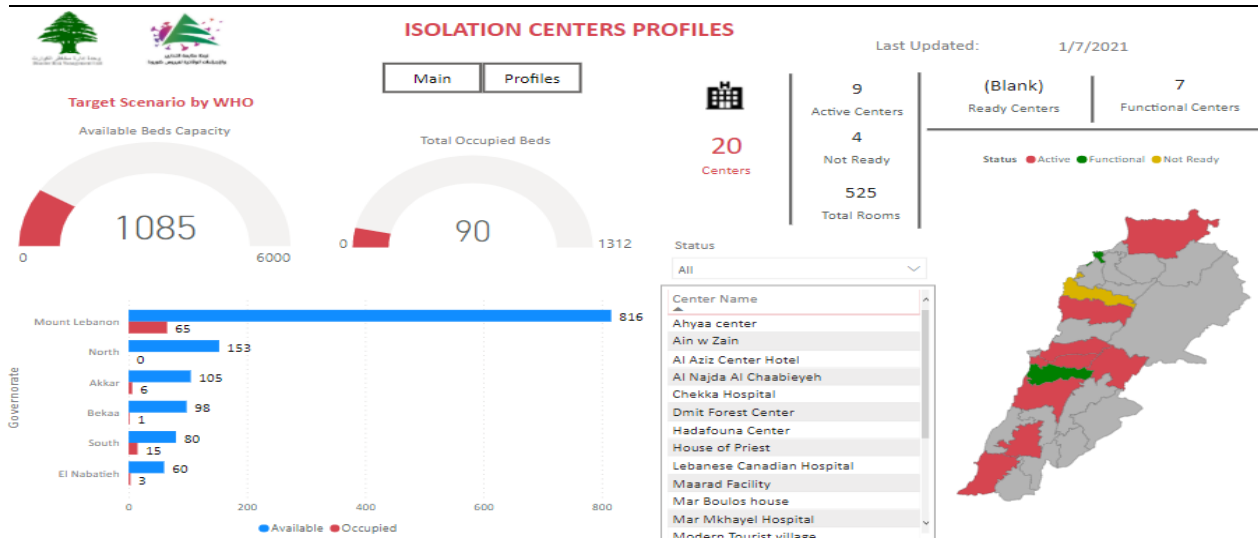 ISOLATION CENTERS PROFILES
Last Updated: 1/7/2021
Main
Profiles
Target Scenario by WHO
Available Beds Capacity
1085
0
6000
Total Occupied Beds
90
0
1312
20
Centers
9
Active Centers
4
Not Ready
525
Total Rooms
(Blank)
Ready Centers
7
Functional Centers
Status Active Functional Not Ready
Status
All
Center Name
Ahyaa center
Ain w Zain
Al Aziz Center Hotel
Al Najda Al Chaabieyeh
Chekka Hospital
Dmit Forest Center
Hadafouna Center
House of Priest
Lebanese Canadian Hospital
Maarad Facility
Mar Boulos house
Mar Mkhayel Hospital
Modern Tourist village
Governorate
Mount Lebanon 816
65
North 153
0
Akkar 105
6
Bekaa 98
1
South 80
15
El Nabatieh 60
3
0 200 400 600 800
Available Occupied